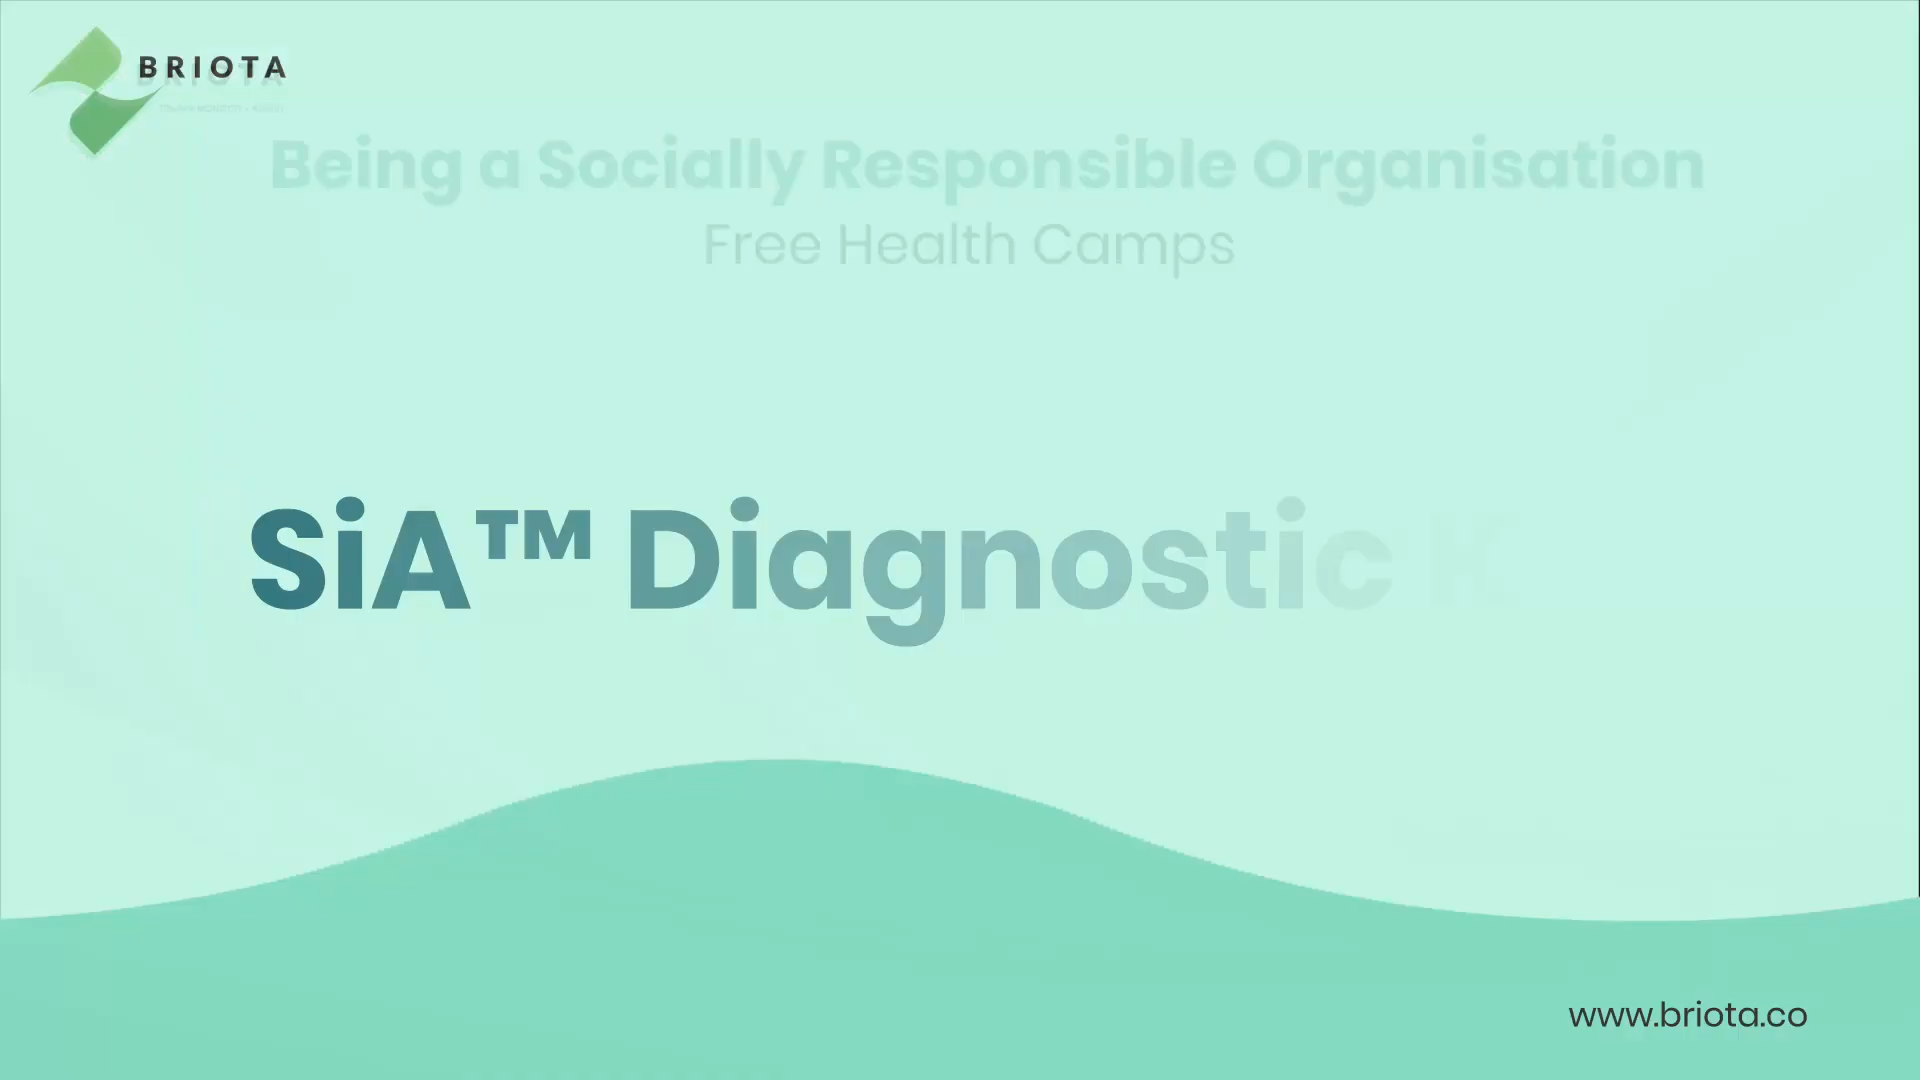 BRIOTA
Being a Socially Responsible Organisation
Free Health Camps
SiA™ Diagnostic K
www.briota.co